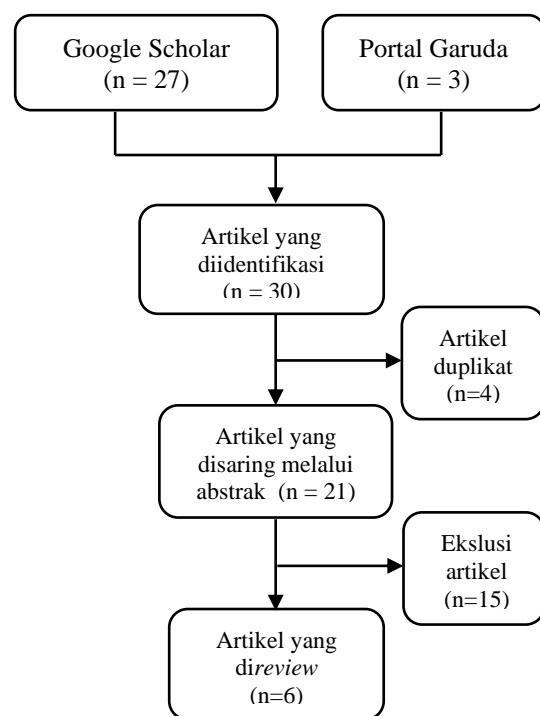 Google Scholar
(n = 27)
Portal Garuda
(n = 3)
Artikel yang
diidentifikasi
(n = 30)
Artikel
duplikat
(n=4)
Artikel yang
disaring melalui
abstrak (n = 21)
Ekslusi
artikel
(n=15)
Artikel yang
direview
(n=6)